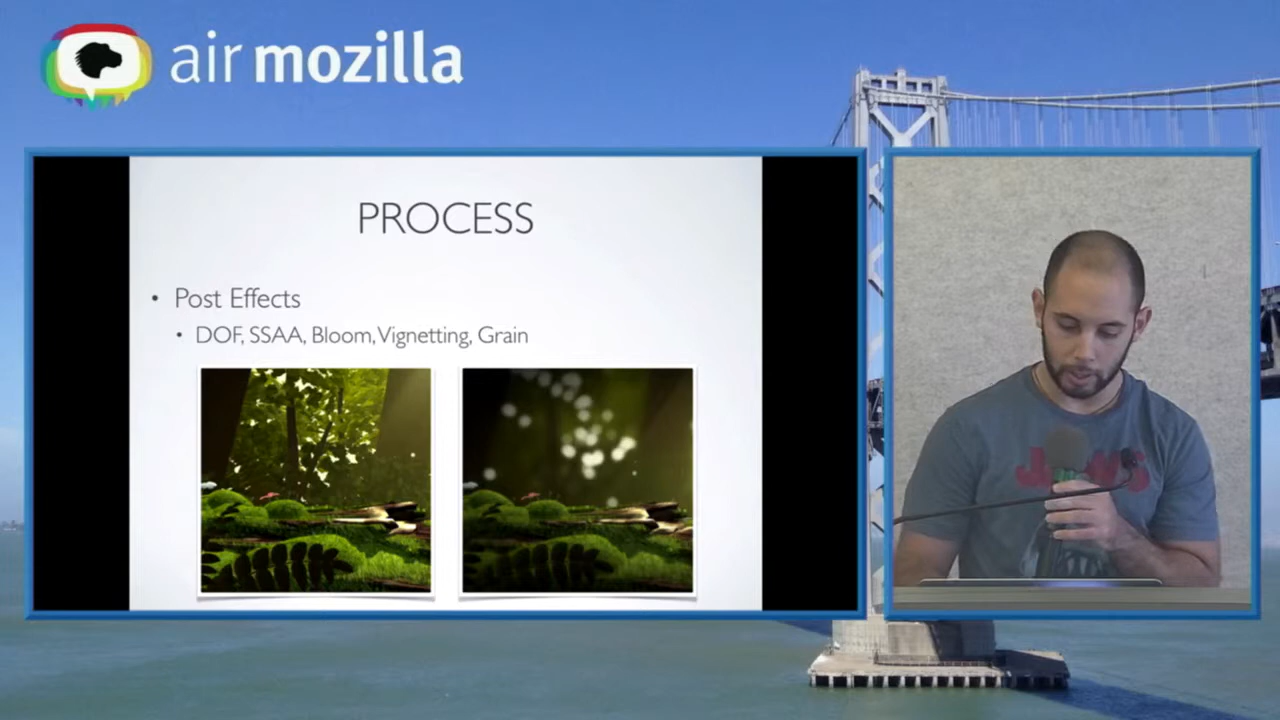 air mozilla
PROCESS
• Post Effects
• DOF, SSAA, Bloom, Vignetting, Grain